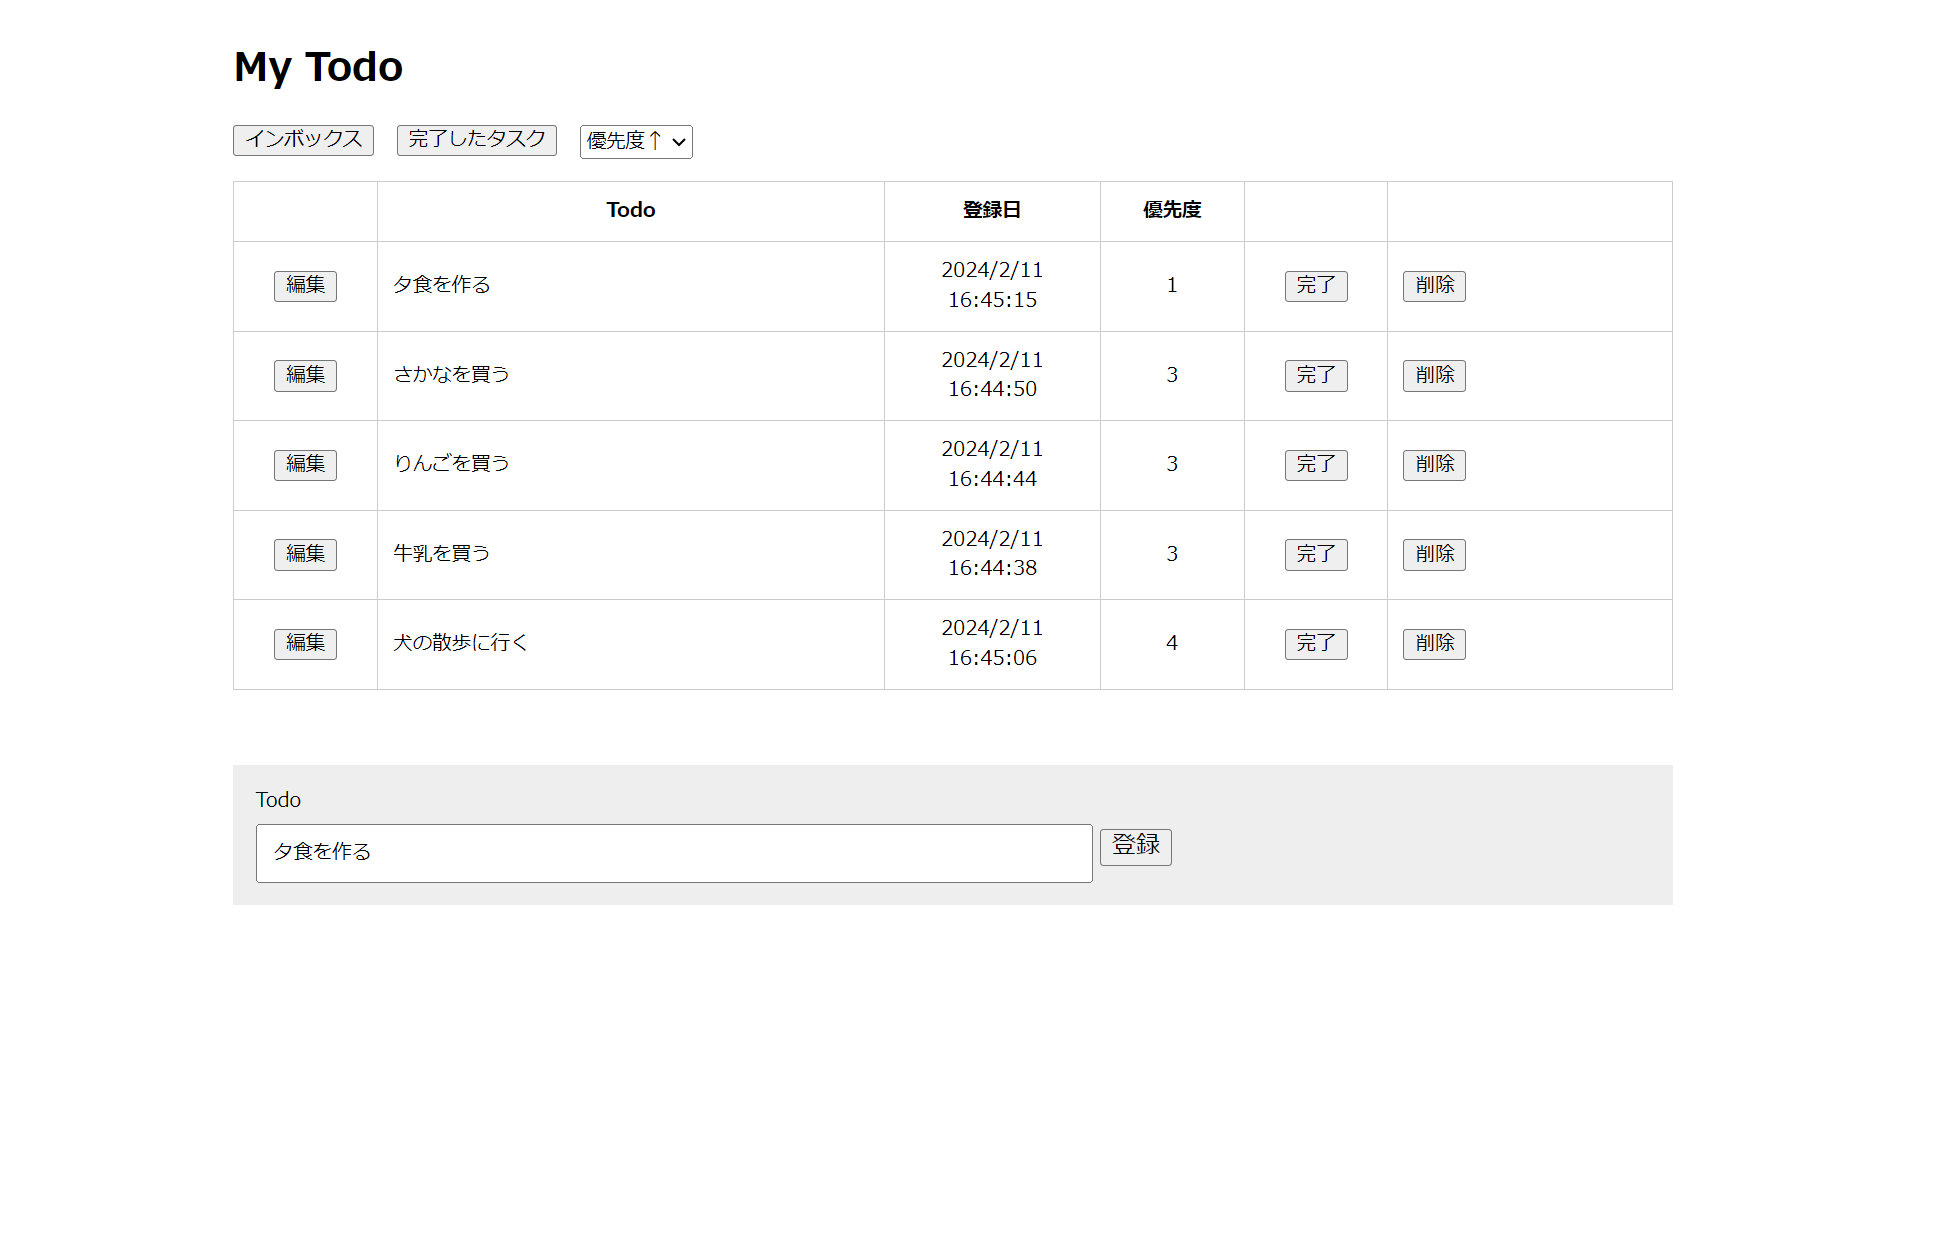 My Todo
インボックス 完了したタスク 優先度↑
Todo 登録日 優先度
編集 夕食を作る 2024/2/11 16:45:15 1 完了 削除
編集 さかなを買う 2024/2/11 16:44:50 3 完了 削除
編集 りんごを買う 2024/2/11 16:44:44 3 完了 削除
編集 牛乳を買う 2024/2/11 16:44:38 3 完了 削除
編集 犬の散歩に行く 2024/2/11 16:45:06 4 完了 削除
Todo
夕食を作る 登録